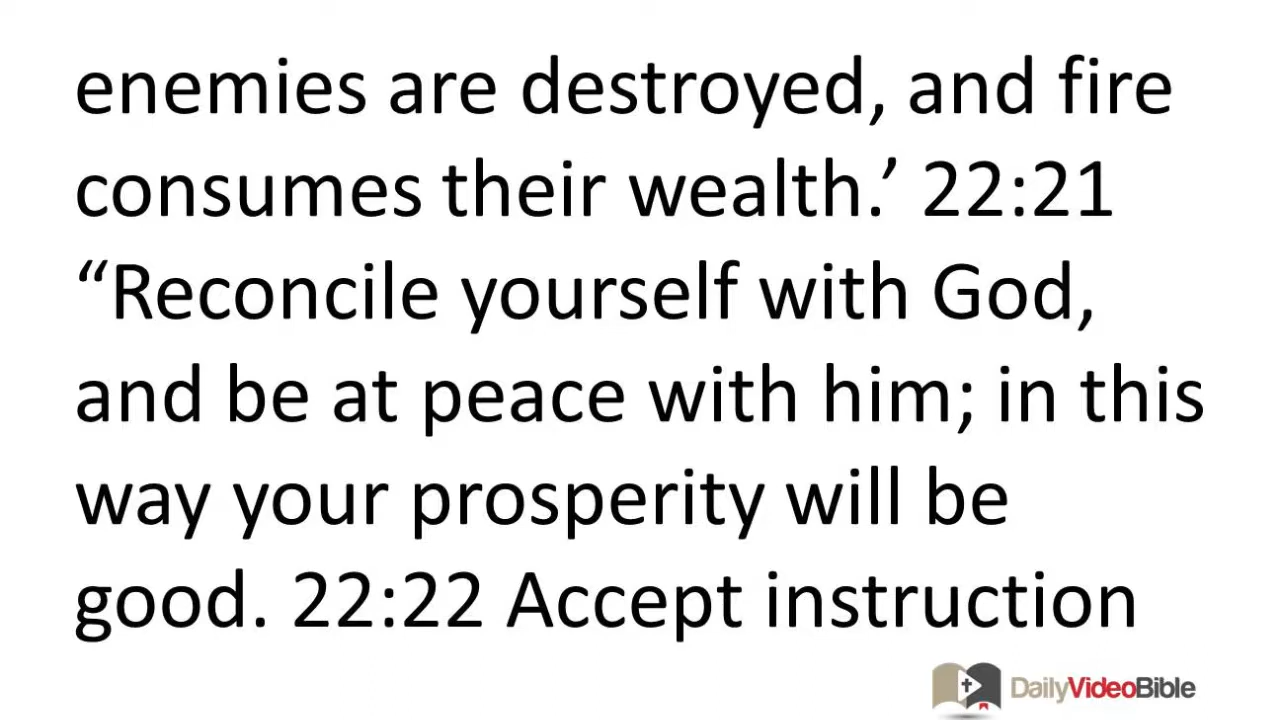 enemies are destroyed, and fire
consumes their wealth.’ 22:21
“Reconcile yourself with God,
and be at peace with him; in this
way your prosperity will be
good. 22:22 Accept instruction
DailyVideoBible